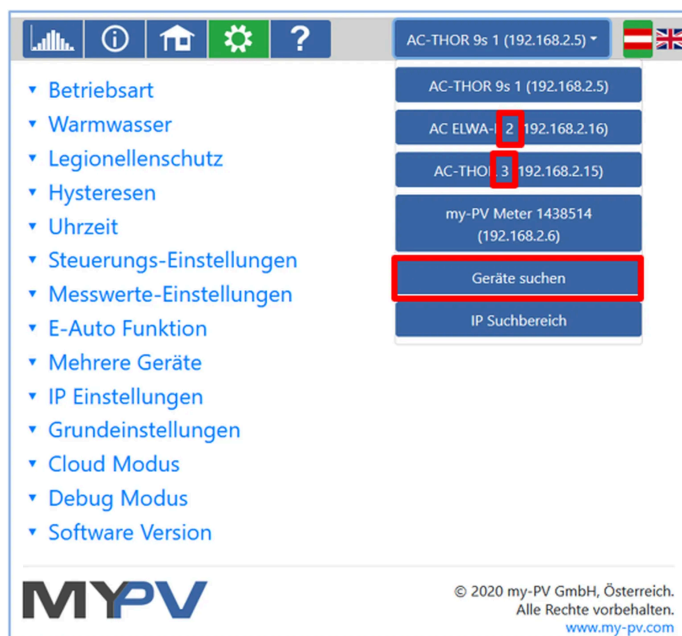 ?
AC-THOR 9s 1 (192.168.2.5)
Betriebsart
Warmwasser
Legionellenschutz
Hysteresen
Uhrzeit
Steuerungs-Einstellungen
Messwerte-Einstellungen
E-Auto Funktion
Mehrere Geräte
IP Einstellungen
Grundeinstellungen
Cloud Modus
Debug Modus
Software Version
AC-THOR 9s 1 (192.168.2.5)
AC ELWA- 2 192.168.2.16)
AC-THO 3 192.168.2.15)
my-PV Meter 1438514
(192.168.2.6)
Geräte suchen
IP Suchbereich
MYPV
© 2020 my-PV GmbH, Österreich.
Alle Rechte vorbehalten.
www.my-pv.com